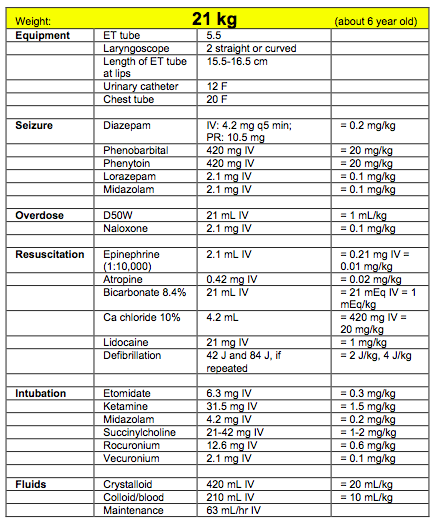 Weight: 21 kg (about 6 year old)
Equipment ET tube 5.5
Laryngoscope 2 straight or curved
Length of ET tube 15.5-16.5 cm
at lips
Urinary catheter 12 F
Chest tube 20 F
Seizure Diazepam IV: 4.2 mg q5 min; = 0.2 mg/kg
PR: 10.5 mg
Phenobarbital 420 mg IV = 20 mg/kg
Phenytoin 420 mg IV = 20 mg/kg
Lorazepam 2.1 mg IV = 0.1 mg/kg
Midazolam 2.1 mg IV = 0.1 mg/kg
Overdose D50W 21 mL IV = 1 mL/kg
Naloxone 2.1 mg IV = 0.1 mg/kg
Resuscitation Epinephrine 2.1 mL IV = 0.21 mg IV =
(1:10,000) 0.01 mg/kg
Atropine 0.42 mg IV = 0.02 mg/kg
Bicarbonate 8.4% 21 mL IV = 21 mEq IV = 1
mEq/kg
Ca chloride 10% 4.2 mL = 420 mg IV =
20 mg/kg
Lidocaine 21 mg IV = 1 mg/kg
Defibrillation 42 J and 84 J, if = 2 J/kg, 4 J/kg
repeated
Intubation Etomidate 6.3 mg IV = 0.3 mg/kg
Ketamine 31.5 mg IV = 1.5 mg/kg
Midazolam 4.2 mg IV = 0.2 mg/kg
Succinylcholine 21-42 mg IV = 1-2 mg/kg
Rocuronium 12.6 mg IV = 0.6 mg/kg
Vecuronium 2.1 mg IV = 0.1 mg/kg
Fluids Crystalloid 420 mL IV = 20 mL/kg
Colloid/blood 210 mL IV = 10 mL/kg
Maintenance 63 mL/hr IV